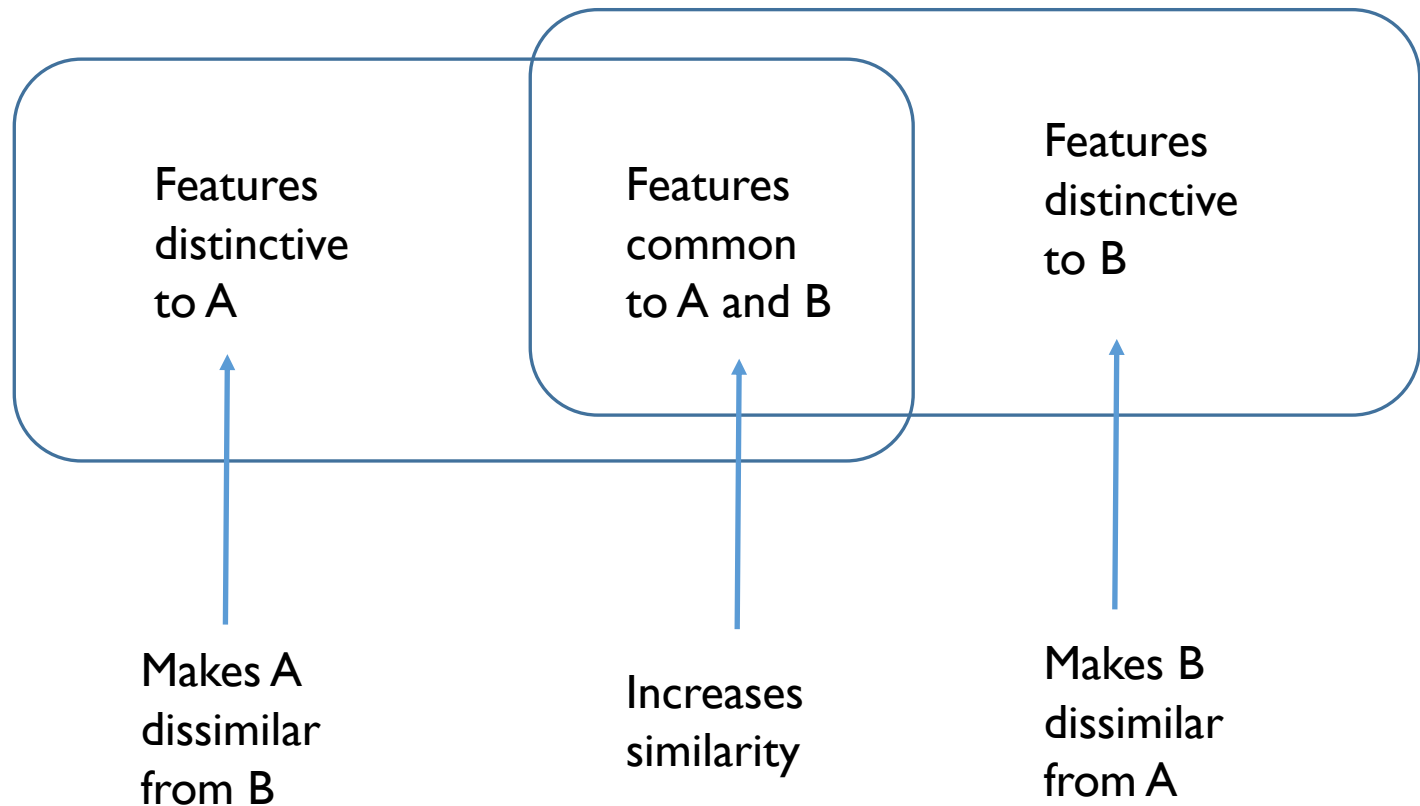 Features
distinctive
to A
Features
common
to A and B
Features
distinctive
to B
Makes A
dissimilar
from B
Increases
similarity
Makes B
dissimilar
from A